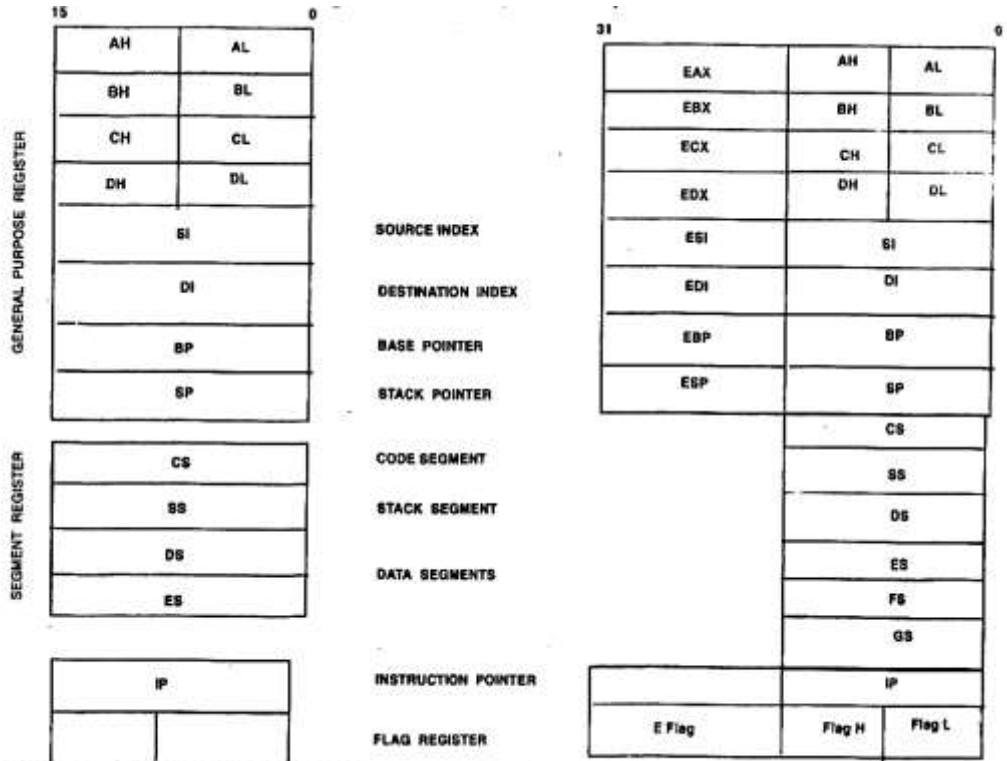 15 0
AH AL
BH BL
CH CL
DH DL
SI
DI
BP
SP
GENERAL PURPOSE REGISTER
CS
SS
DS
ES
SEGMENT REGISTER
IP
SOURCE INDEX
DESTINATION INDEX
BASE POINTER
STACK POINTER
CODE SEGMENT
STACK SEGMENT
DATA SEGMENTS
INSTRUCTION POINTER
FLAG REGISTER
31 0
EAX AH AL
EBX BH BL
ECX CH CL
EDX DH DL
ESI SI
EDI DI
EBP BP
ESP SP
CS
SS
DS
ES
FS
GS
IP
E Flag Flag H Flag L